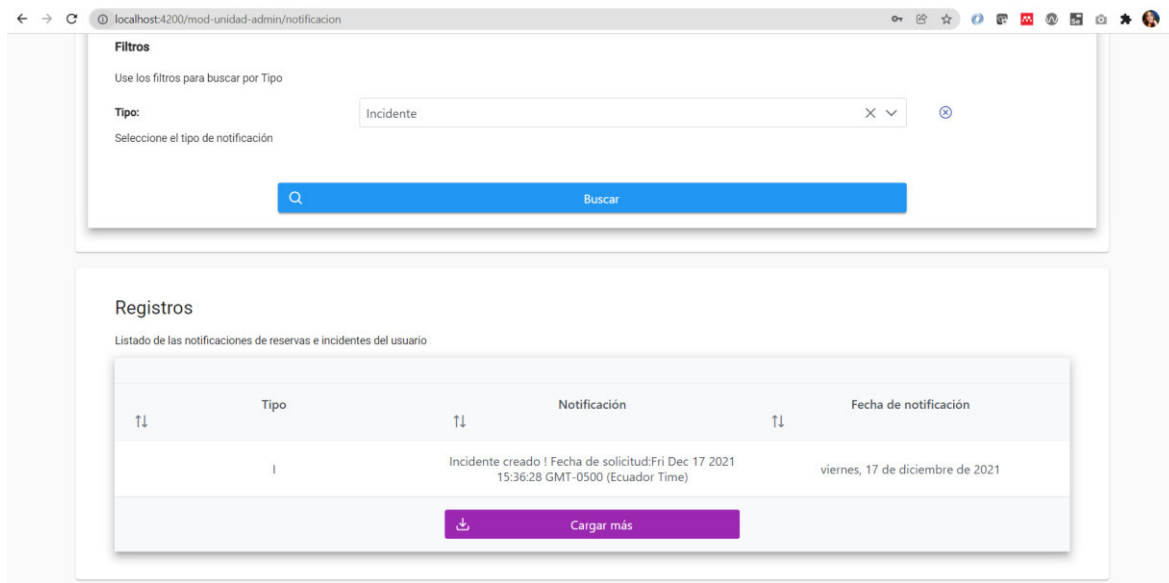 localhost:4200/mod-unidad-admin/notificacion
Filtros
Use los filtros para buscar por Tipo
Tipo:
Incidente
Seleccione el tipo de notificación
Buscar
Registros
Listado de las notificaciones de reservas e incidentes del usuario
Tipo
Notificación
Fecha de notificación
I
Incidente creado ! Fecha de solicitud:Fri Dec 17 2021
15:36:28 GMT-0500 (Ecuador Time)
viernes, 17 de diciembre de 2021
Cargar más